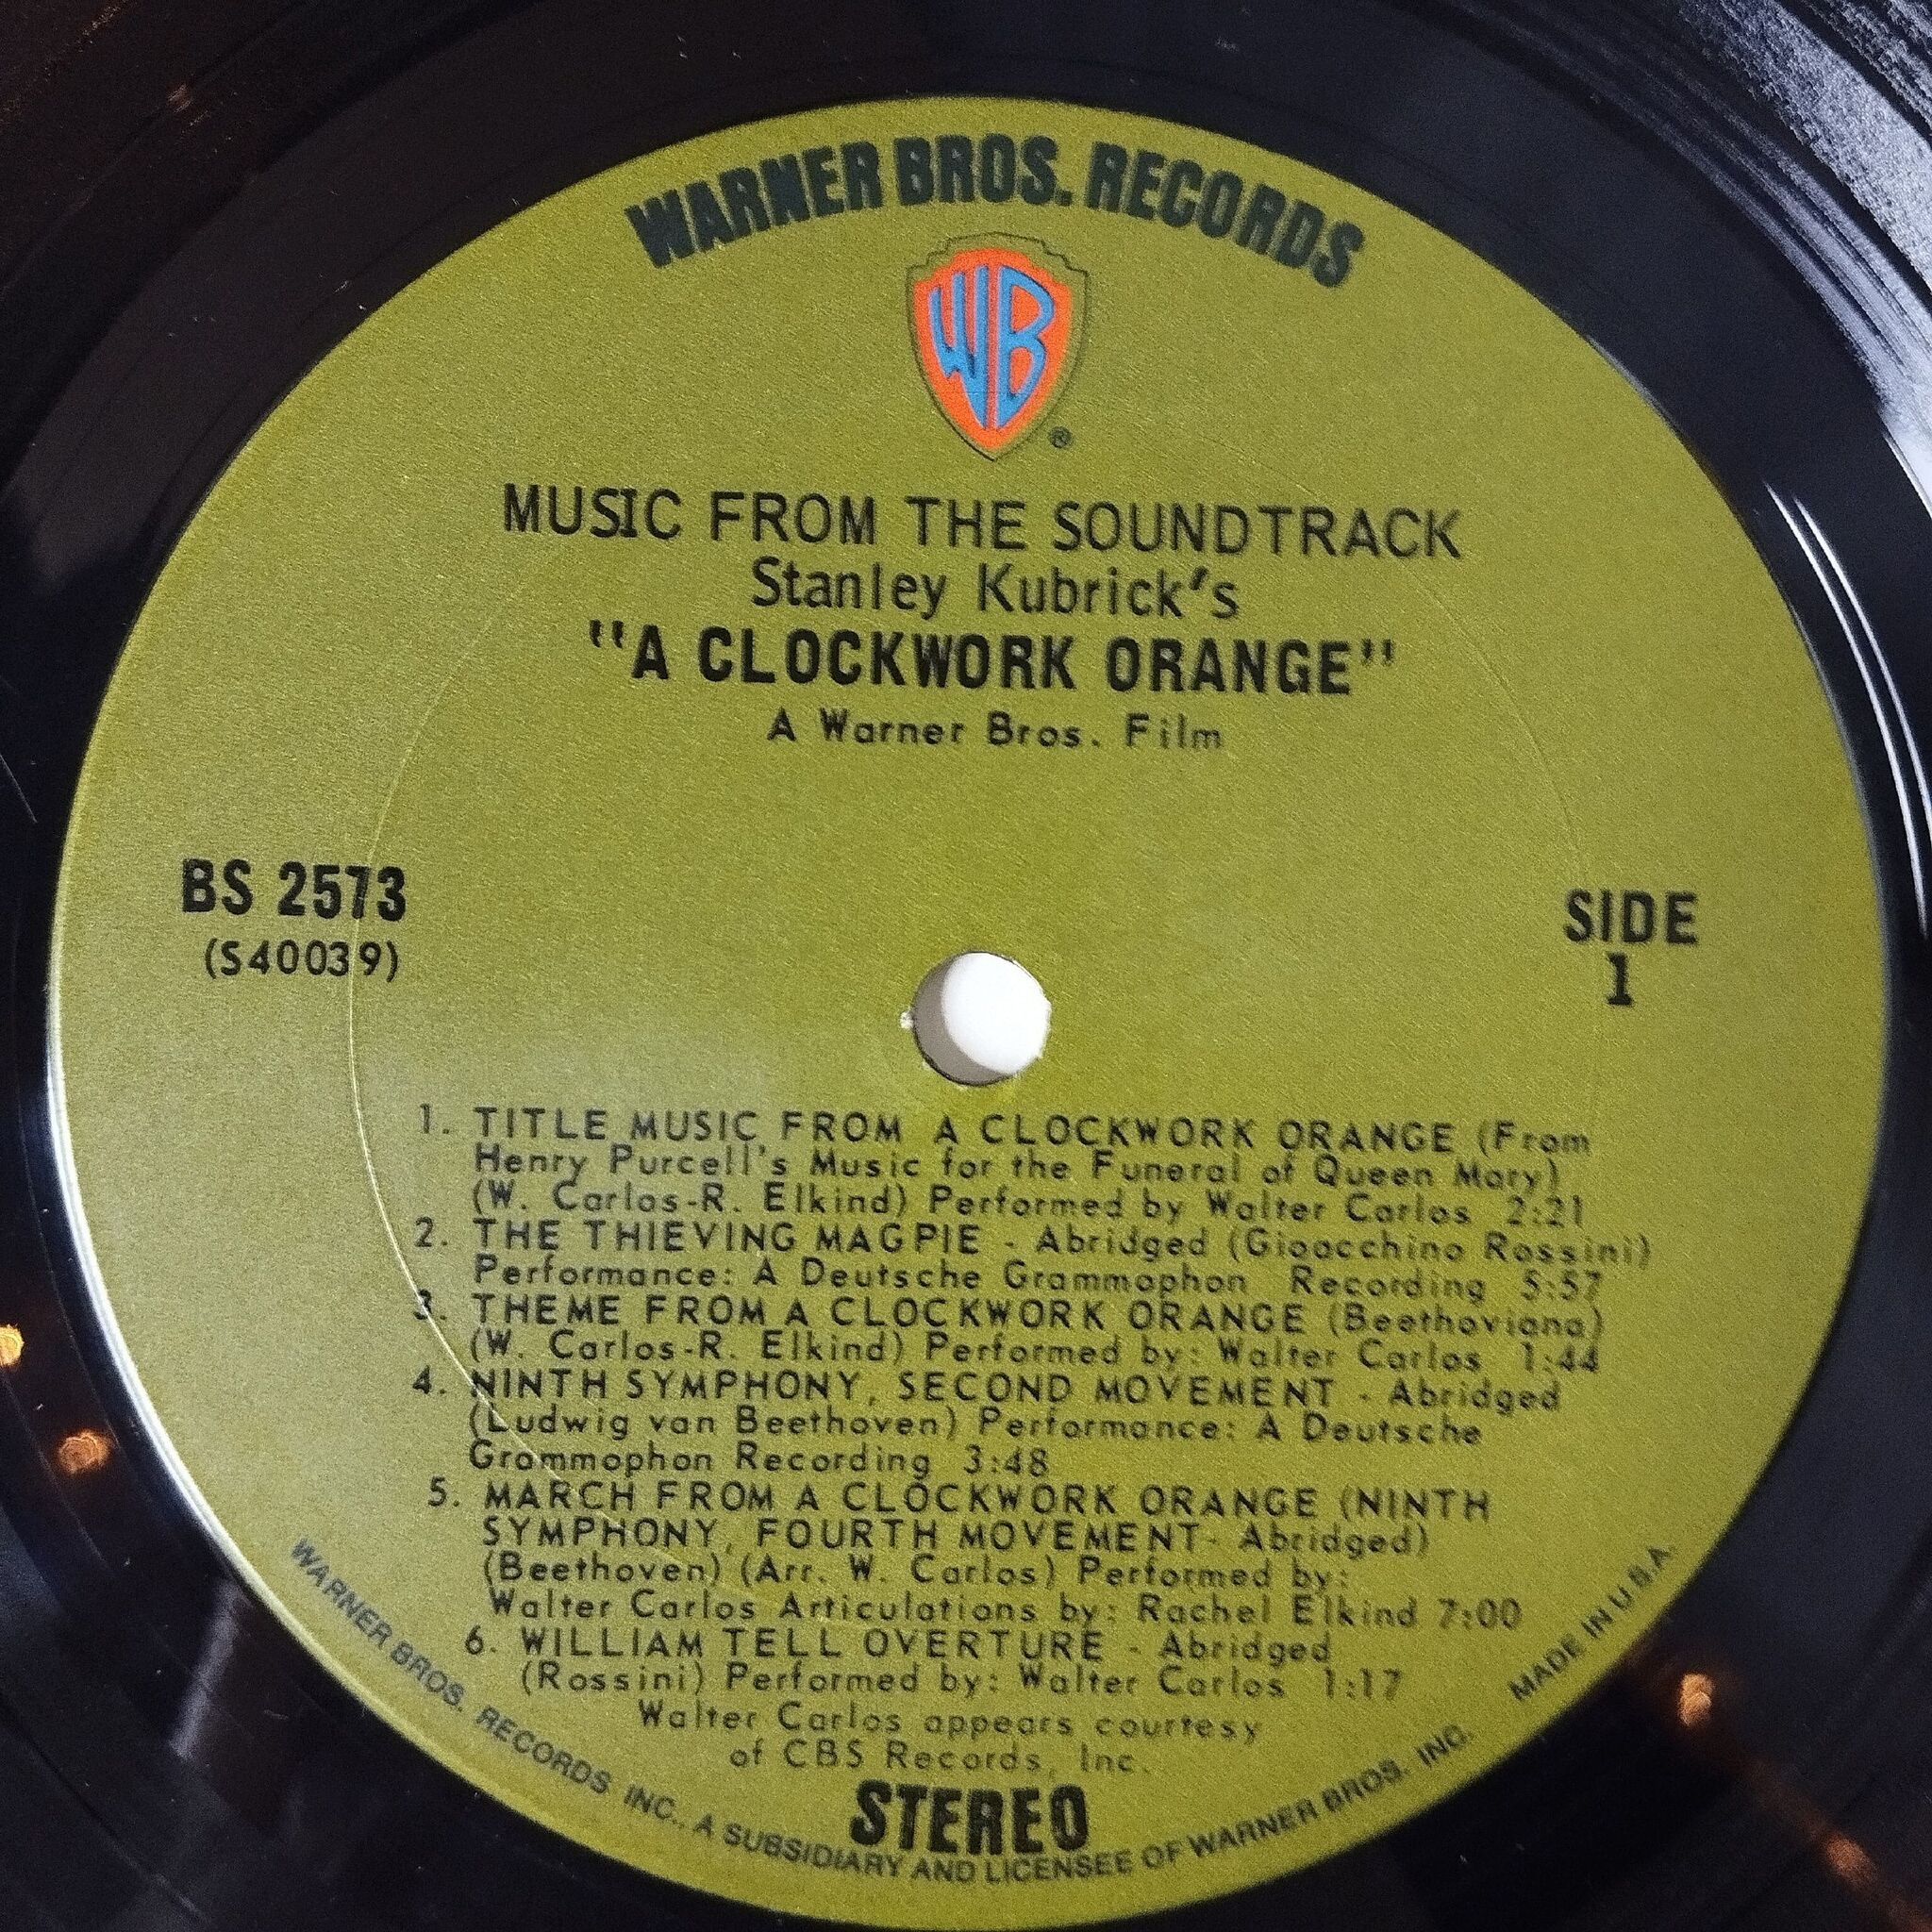 WARNER BROS. RECORDS
WB
®
MUSIC FROM THE SOUNDTRACK
Stanley Kubrick's
"A CLOCKWORK ORANGE"
A Warner Bros. Film
BS 2573
(S40039)
SIDE
1
1. TITLE MUSIC FROM A CLOCKWORK ORANGE (From
Henry Purcell's Music for the Funeral of Queen Mary)
(W. Carlos-R. Elkind) Performed by Walter Carlos 2:21
2. THE THIEVING MAGPIE - Abridged (Gioacchino Rossini)
Performance: A Deutsche Grammophon Recording 5:57
3. THEME FROM A CLOCKWORK ORANGE (Beethoviana)
(W. Carlos-R. Elkind) Performed by: Walter Carlos 1:44
4. NINTH SYMPHONY, SECOND MOVEMENT - Abridged
(Ludwig van Beethoven) Performance: A Deutsche
Grammophon Recording 3:48
5. MARCH FROM A CLOCKWORK ORANGE (NINTH
SYMPHONY, FOURTH MOVEMENT- Abridged)
(Beethoven) (Arr. W. Carlos) Performed by:
Walter Carlos Articulations by: Rachel Elkind 7:00
6. WILLIAM TELL OVERTURE - Abridged
(Rossini) Performed by: Walter Carlos 1:17
Walter Carlos appears courtesy
of CBS Records, Inc.
STEREO
WARNER BROS. RECORDS INC., A SUBSIDIARY AND LICENSEE OF WARNER BROS. INC. MADE IN U.S.A.